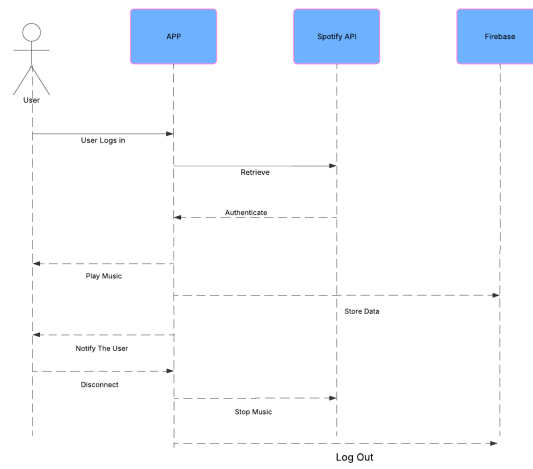 APP
Spotify API
Firebase
User
User Logs in
Retrieve
Authenticate
Play Music
Store Data
Notify The User
Disconnect
Stop Music
Log Out